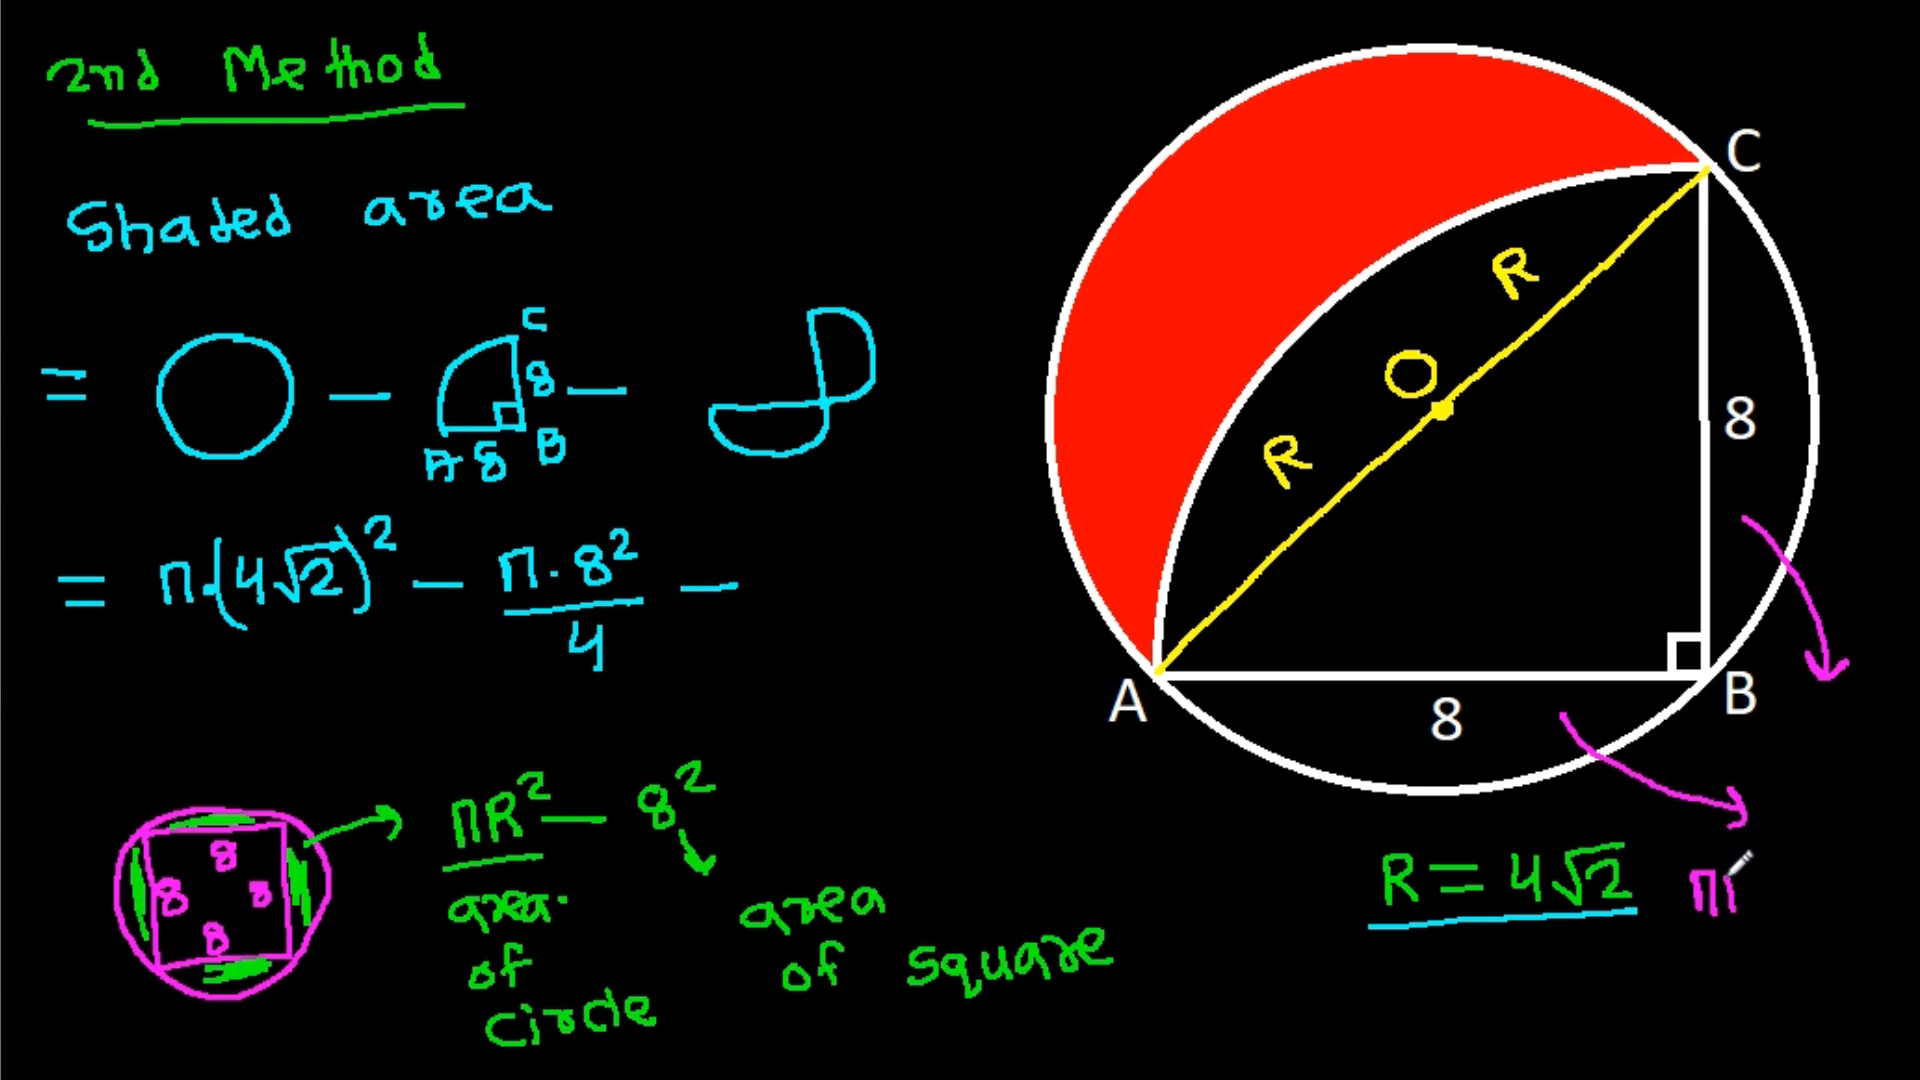 2nd Method
Shaded area
= ○ − A 8 B 8 C −
= π·(4√2)² − π·8²/4 −
8 8 8 8
πR² − 8²
area of circle
area of square
C
R
O
R
8
A
8
B
R = 4√2
π